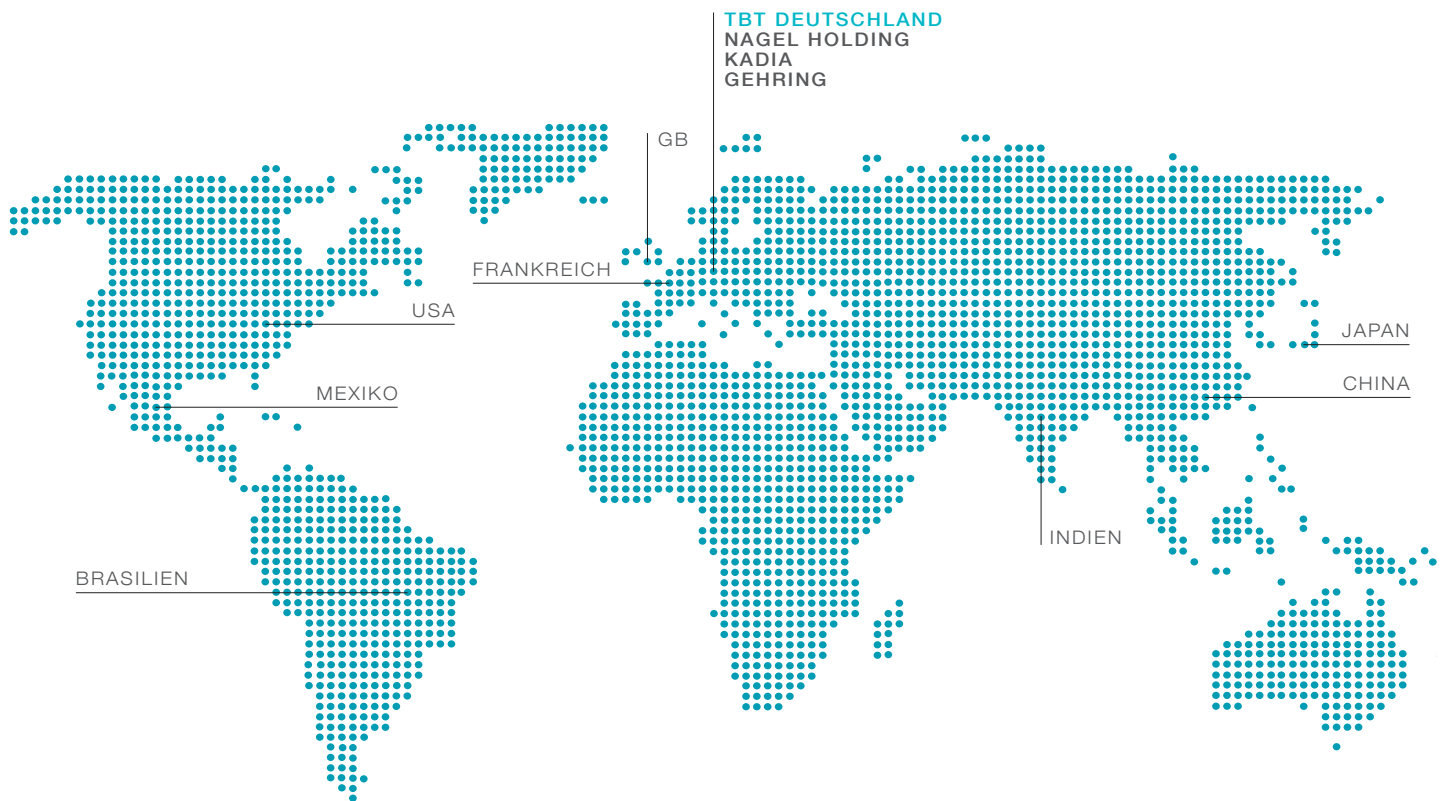 TBT DEUTSCHLAND
NAGEL HOLDING
KADIA
GEHRING
GB
FRANKREICH
USA
JAPAN
MEXIKO
CHINA
INDIEN
BRASILIEN